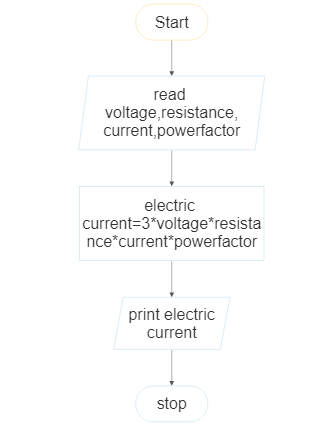 Start
read
voltage,resistance,
current,powerfactor
electric
current=3*voltage*resista
nce*current*powerfactor
print electric
current
stop